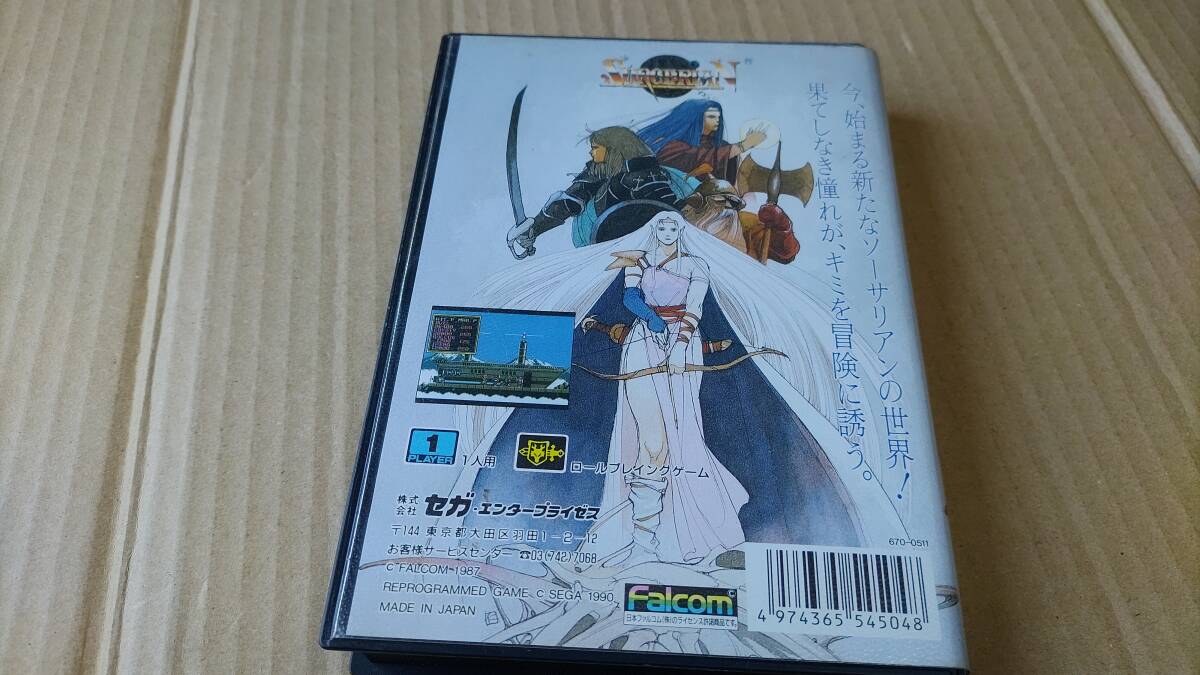 SORCERIAN
今、始まる新たなソーサリアンの世界!
果てしなき憧れが、キミを冒険に誘う。
1
PLAYER
1人用
ロールプレイングゲーム
株式会社 セガ・エンタープライゼス
〒144 東京都大田区羽田1-2-12
お客様サービスセンター ☎03(742)7068
© FALCOM 1987
REPROGRAMMED GAME © SEGA 1990
MADE IN JAPAN
Falcom ©
日本ファルコム(株)のライセンス許諾商品です。
670-0511
4 974365 545048